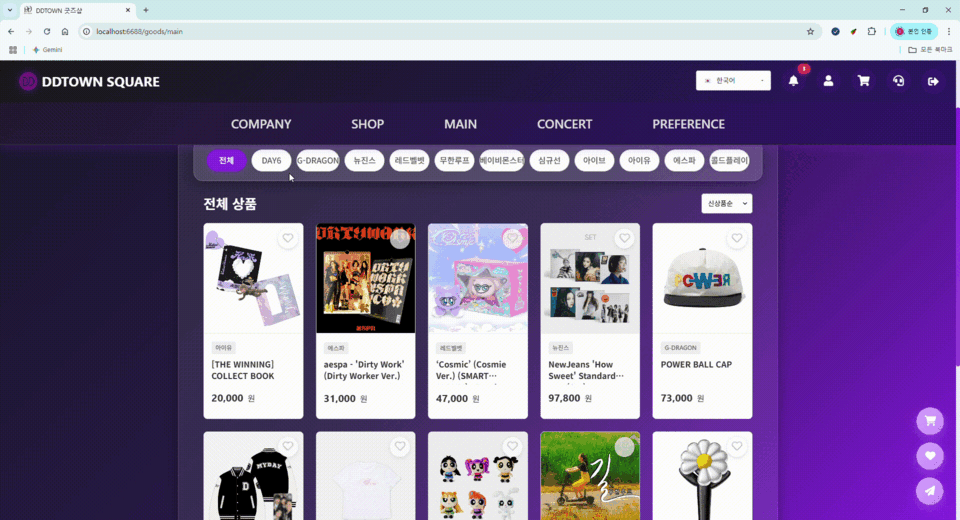 DDTOWN 굿즈샵
localhost:6688/goods/main
본인 인증
Gemini
모든 북마크
DDTOWN SQUARE
한국어
COMPANY
SHOP
MAIN
CONCERT
PREFERENCE
전체
DAY6
G-DRAGON
뉴진스
레드벨벳
무한루프
베이비몬스터
심규선
아이브
아이유
에스파
콜드플레이
전체 상품
신상품순
SET
POWER
아이유
[THE WINNING]
COLLECT BOOK
20,000 원
에스파
aespa - 'Dirty Work'
(Dirty Worker Ver.)
31,000 원
레드벨벳
‘Cosmic’ (Cosmie
Ver.) (SMART…
47,000 원
뉴진스
NewJeans 'How
Sweet' Standard…
97,800 원
G-DRAGON
POWER BALL CAP
73,000 원
MYDAY
D
길